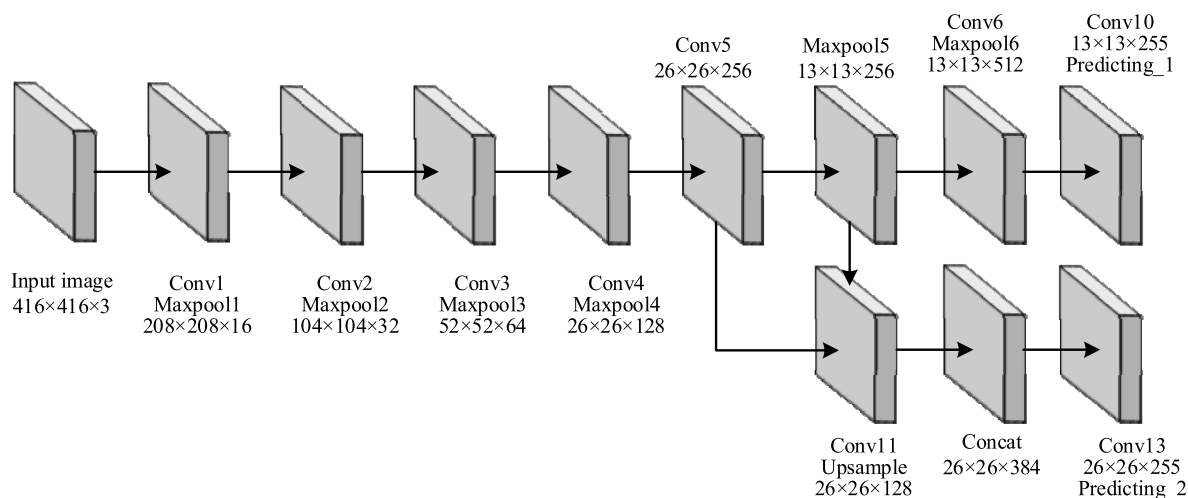 Conv5
26×26×256
Maxpool5
13×13×256
Conv6
Maxpool6
13×13×512
Conv10
13×13×255
Predicting_1
Input image
416×416×3
Conv1
Maxpool1
208×208×16
Conv2
Maxpool2
104×104×32
Conv3
Maxpool3
52×52×64
Conv4
Maxpool4
26×26×128
Conv11
Upsample
26×26×128
Concat
26×26×384
Conv13
26×26×255
Predicting_2